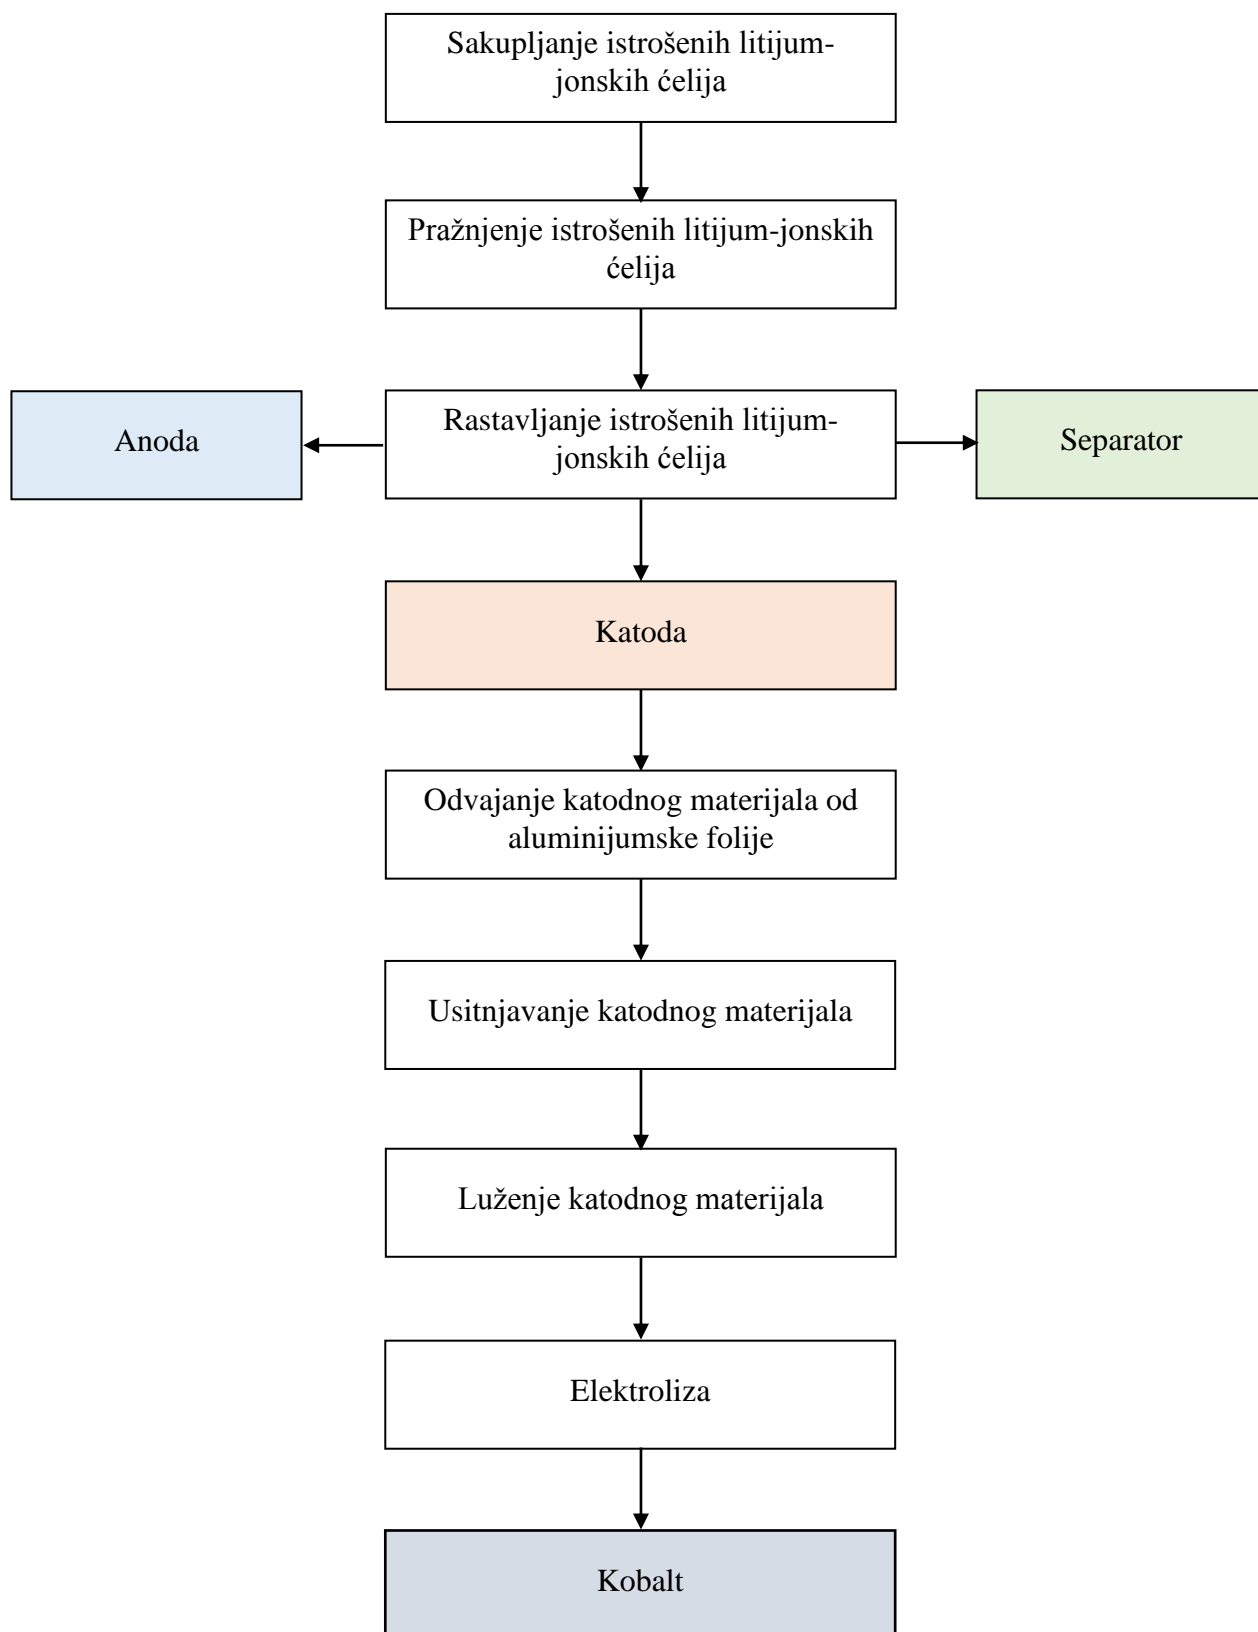 Sakupljanje istrošenih litijum-
jonskih ćelija
Pražnjenje istrošenih litijum-jonskih
ćelija
Anoda
Rastavljanje istrošenih litijum-
jonskih ćelija
Separator
Katoda
Odvajanje katodnog materijala od
aluminijumske folije
Usitnjavanje katodnog materijala
Luženje katodnog materijala
Elektroliza
Kobalt